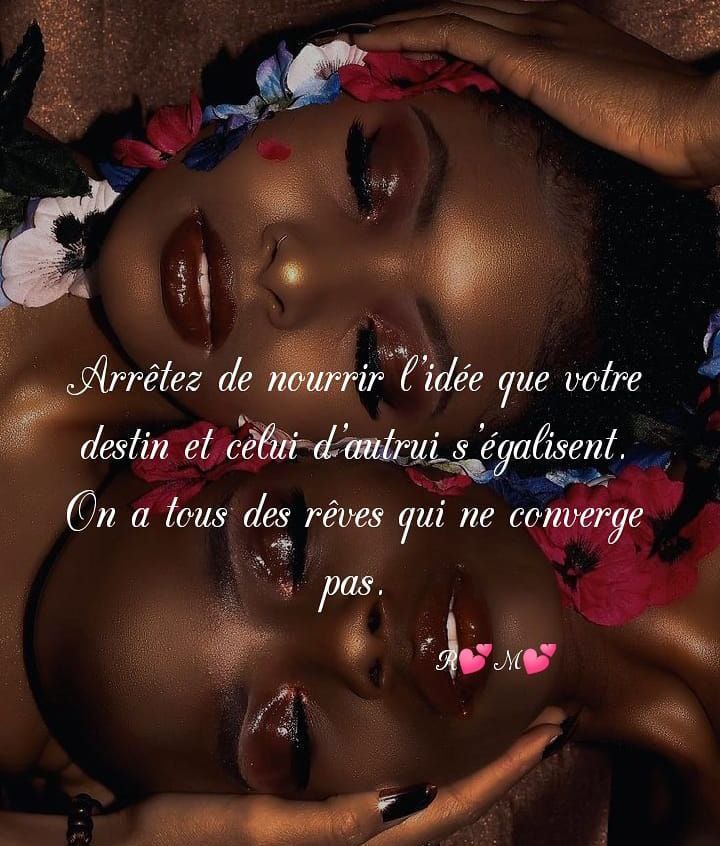 Arrêtez de nourrir l'idée que votre
destin et celui d'autrui s'égalisent.
On a tous des rêves qui ne converge
pas.
R💕M💕